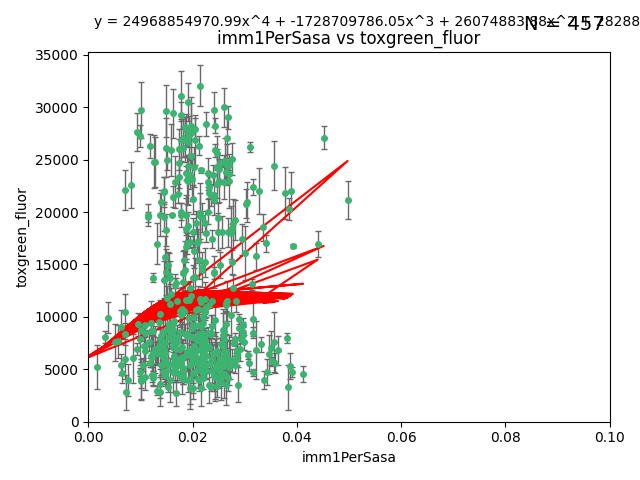 y = 24968854970.99x^4 + -1728709786.05x^3 + 26074883
N = 457
imm1PerSasa vs toxgreen_fluor
35000
30000
25000
20000
15000
10000
5000
0
toxgreen_fluor
0.00 0.02 0.04 0.06 0.08 0.10
imm1PerSasa